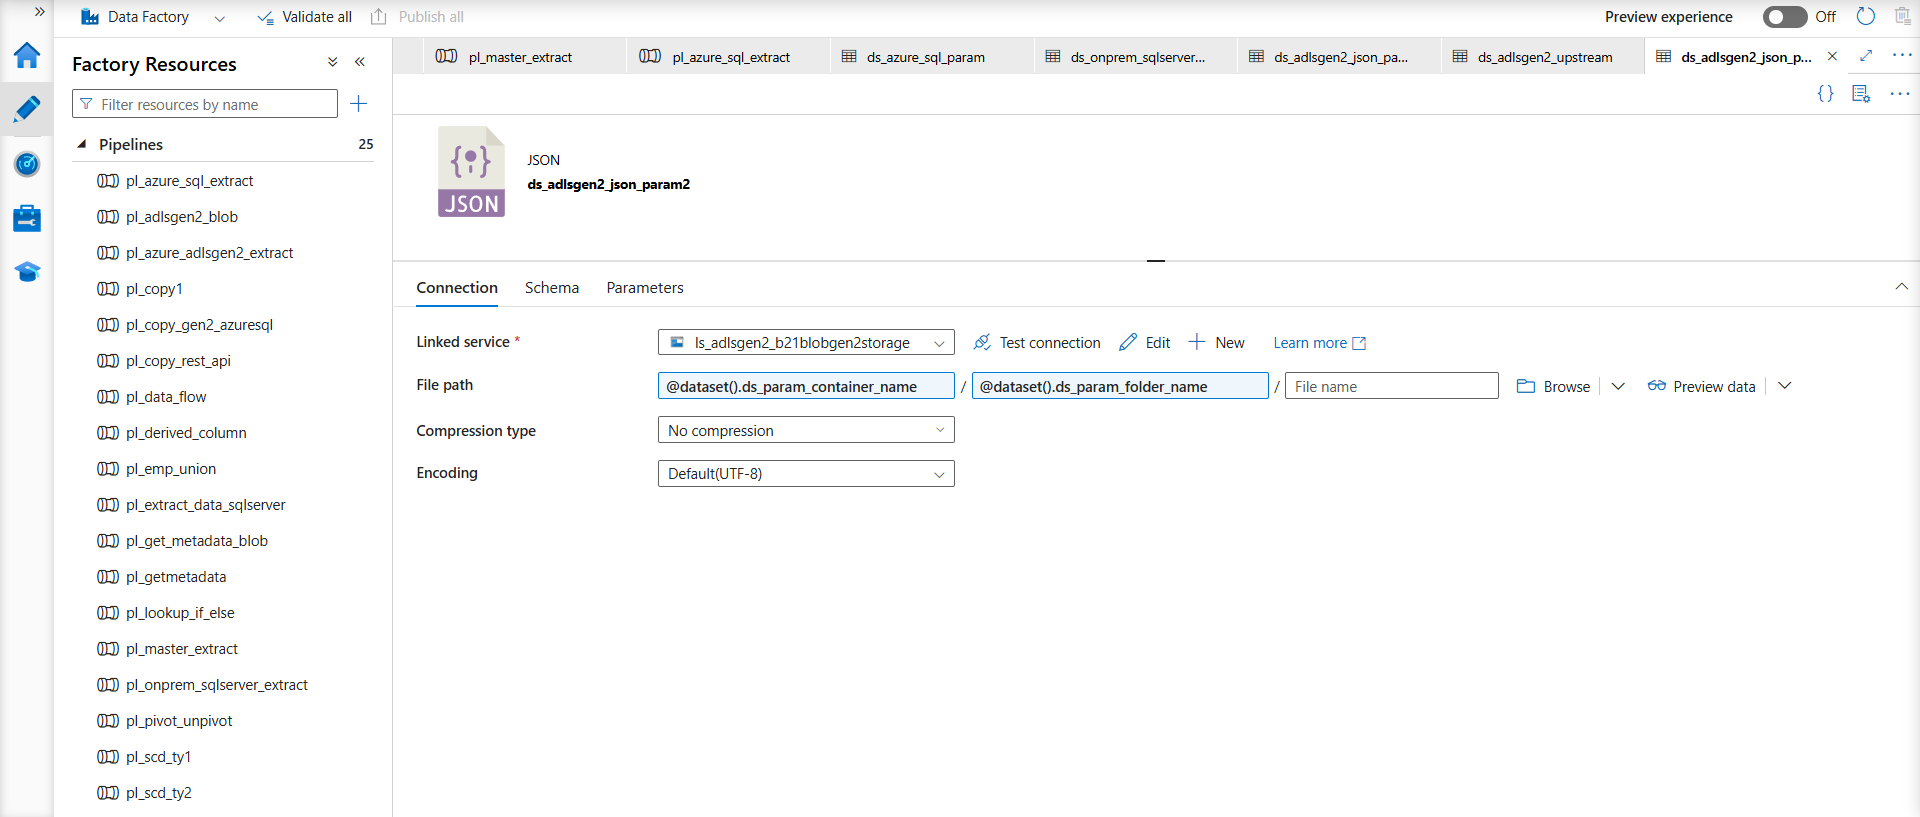 Data Factory
Validate all
Publish all
Preview experience
Off
Factory Resources
Filter resources by name
Pipelines 25
pl_azure_sql_extract
pl_adlsgen2_blob
pl_azure_adlsgen2_extract
pl_copy1
pl_copy_gen2_azuresql
pl_copy_rest_api
pl_data_flow
pl_derived_column
pl_emp_union
pl_extract_data_sqlserver
pl_get_metadata_blob
pl_getmetadata
pl_lookup_if_else
pl_master_extract
pl_onprem_sqlserver_extract
pl_pivot_unpivot
pl_scd_ty1
pl_scd_ty2
pl_master_extract
pl_azure_sql_extract
ds_azure_sql_param
ds_onprem_sqlserver...
ds_adlsgen2_json_pa...
ds_adlsgen2_upstream
ds_adlsgen2_json_p...
{}
JSON
JSON
ds_adlsgen2_json_param2
Connection Schema Parameters
Linked service * ls_adlsgen2_b21blobgen2storage Test connection Edit New Learn more
File path @dataset().ds_param_container_name / @dataset().ds_param_folder_name / File name Browse Preview data
Compression type No compression
Encoding Default(UTF-8)